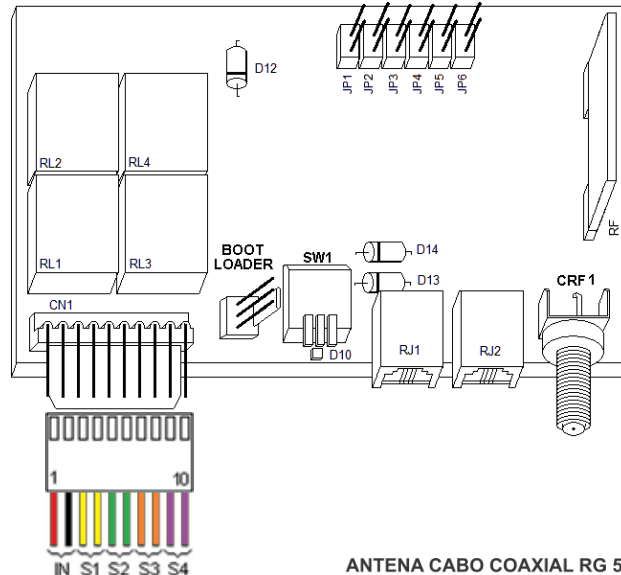 D12
JP1 JP2 JP3 JP4 JP5 JP6
RL2 RL4
RF
RL1 RL3
BOOT
LOADER
SW1
D14
D13
CRF1
CN1
D10
RJ1 RJ2
1 10
IN S1 S2 S3 S4
ANTENA CABO COAXIAL RG 5